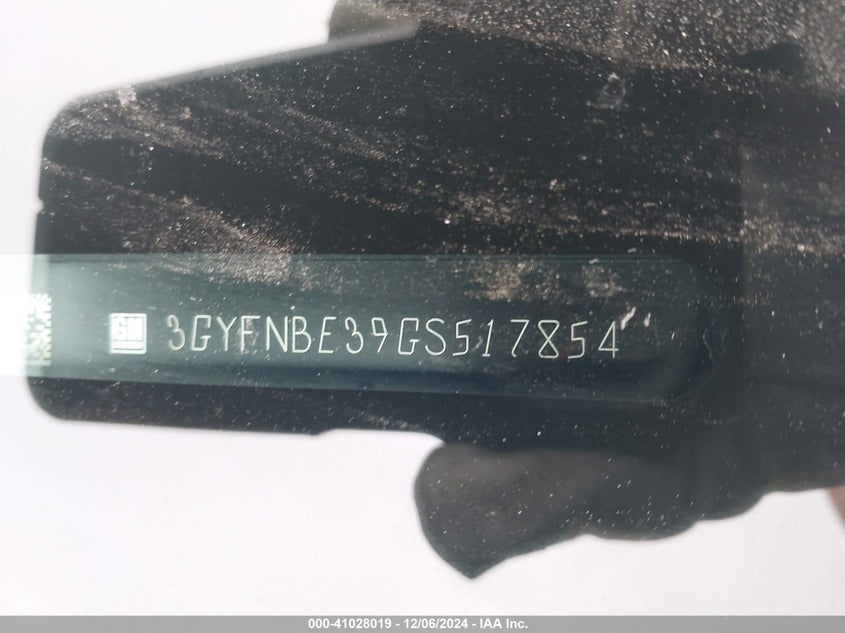 GM 3GYFNBE39GS517854
000-41028019 - 12/06/2024 - IAA Inc.